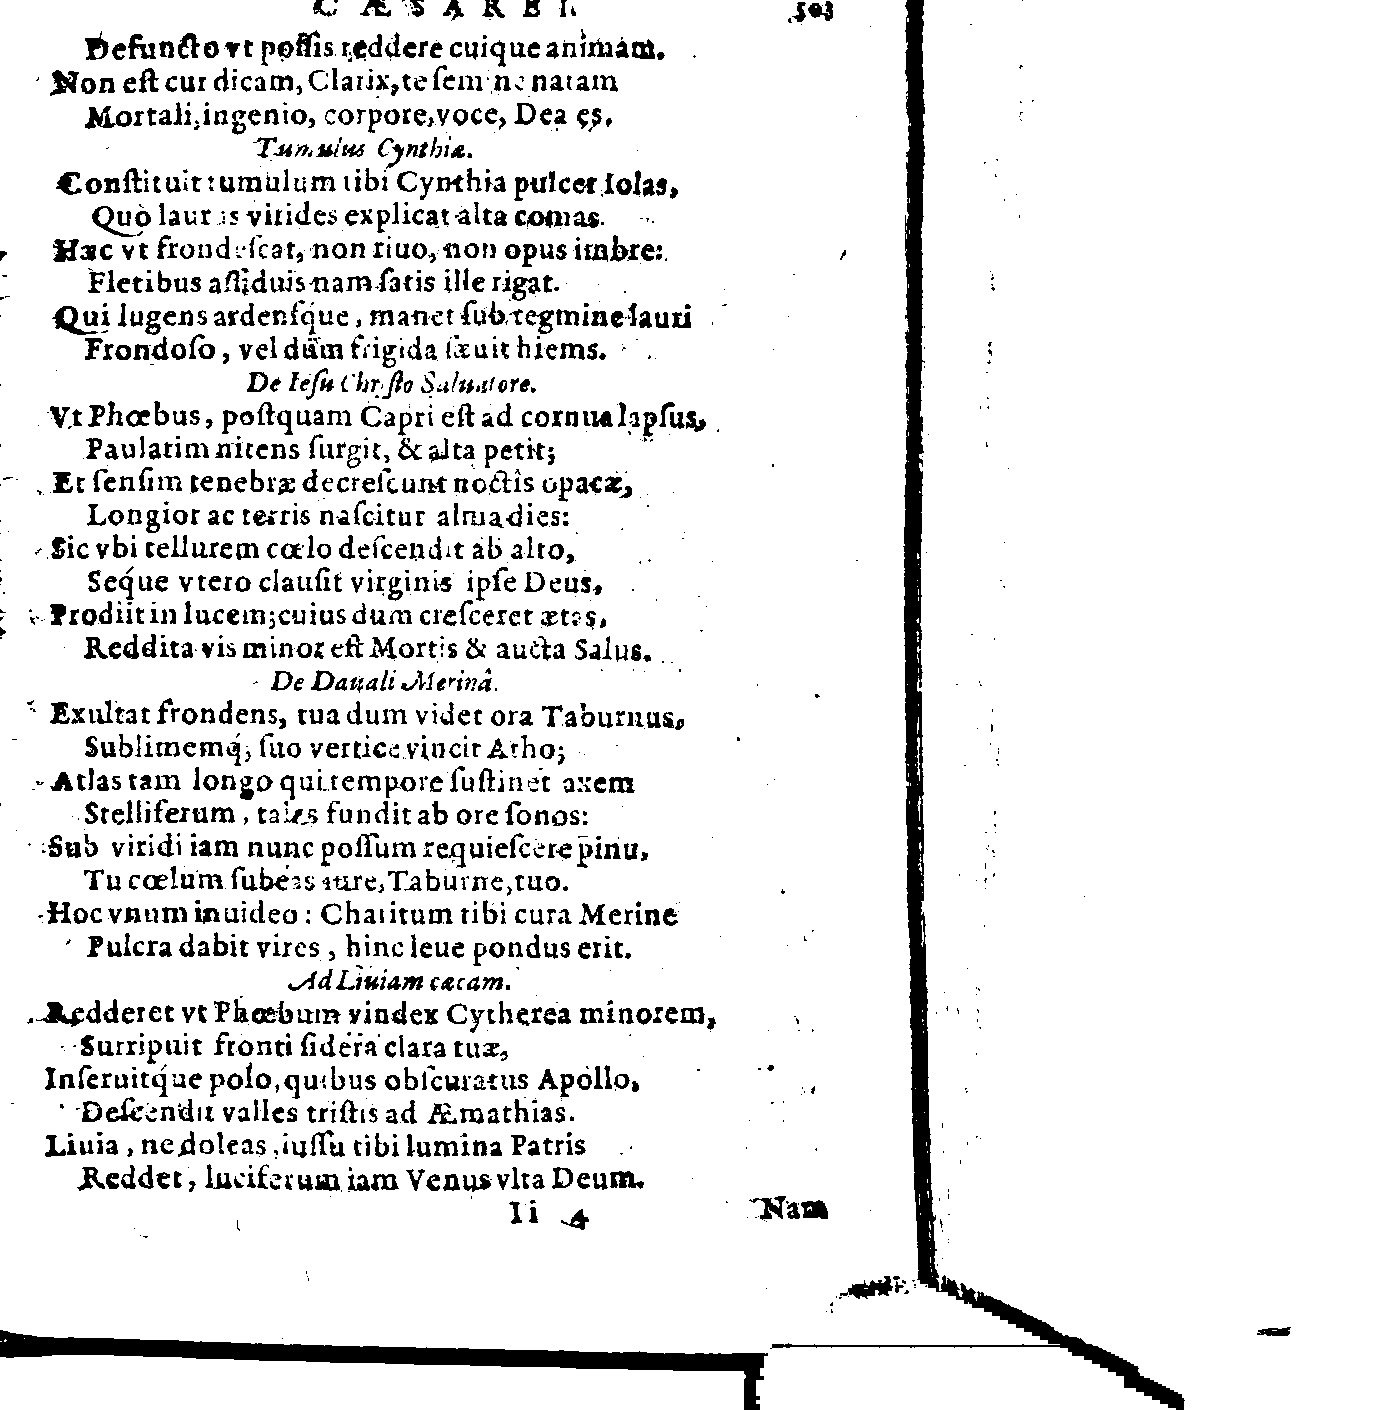 CÆSAREI. 503
Defuncto vt poſſis reddere cuique animam.
Non eſt cur dicam, Clarix, te ſemine natam
Mortali, ingenio, corpore, voce, Dea es.
Tumulus Cynthiæ.
Conſtituit tumulum tibi Cynthia pulcer Iolas,
Quò laurus virides explicat alta comas.
Hæc vt frondeſcat, non riuo, non opus imbre:
Fletibus aſſiduis nam ſatis ille rigat.
Qui lugens ardenſq́ue, manet ſub tegmine lauri
Frondoſo, vel dum frigida ſæuit hiems.
De Ieſu Chriſto Saluatore.
Vt Phœbus, poſtquam Capri eſt ad cornua lapſus,
Paulatim nitens ſurgit, & alta petit;
Et ſenſim tenebræ decreſcunt noctis opacæ,
Longior ac terris naſcitur alma dies:
Sic vbi tellurem cœlo deſcendit ab alto,
Seq́ue vtero clauſit virginis ipſe Deus,
Prodiit in lucem; cuius dum creſceret ætas,
Reddita vis minor eſt Mortis & aucta Salus.
De Dauali Merinâ.
Exultat frondens, tua dum videt ora Taburnus,
Sublimemq́; ſuo vertice vincit Atho;
Atlas tam longo qui tempore ſuſtinet axem
Stelliferum, tales fundit ab ore ſonos:
Sub viridi iam nunc poſſum requieſcere pinu,
Tu cœlum ſubeas iure, Taburne, tuo.
Hoc vnum inuideo: Charitum tibi cura Merine
Pulcra dabit vires, hinc leue pondus erit.
Ad Liuiam cæcam.
Redderet vt Phœbum vindex Cytherea minorem,
Surripuit fronti ſidera clara tuæ,
Inſeruitq́ue polo, quibus obſcuratus Apollo,
Deſcendit valles triſtis ad Æmathias.
Liuia, ne doleas, iuſſu tibi lumina Patris
Reddet, luciferum iam Venus vlta Deum.
Ii 4 Nam